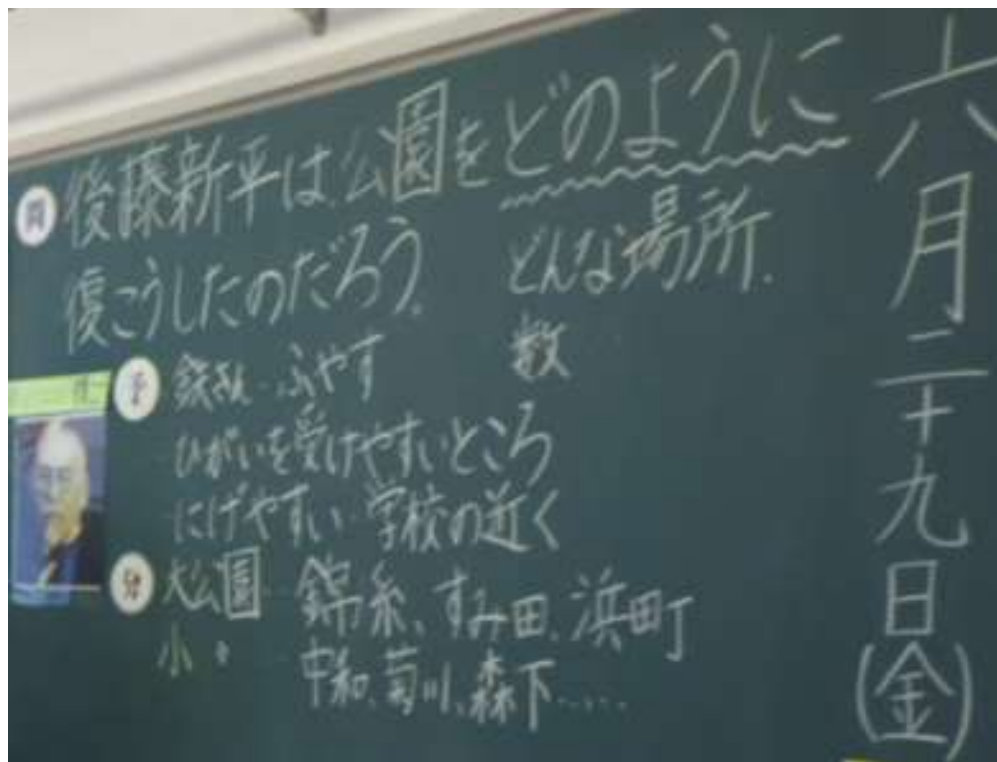 六月二十九日(金)
問 後藤新平は公園をどのように
復こうしたのだろう。
どんな場所.
数
予 たくさん ふやす
ひがいを受けやすいところ
にげやすい 学校の近く
分 大公園 錦糸、すみ田、浜町
小〃 中和、菊川、森下……